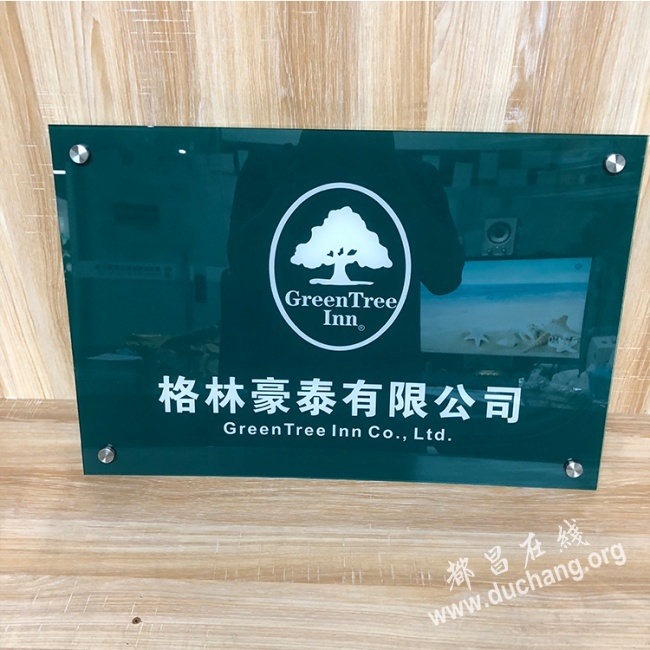 GreenTree
Inn®
格林豪泰有限公司
GreenTree Inn Co., Ltd.
都昌在线
www.duchang.org